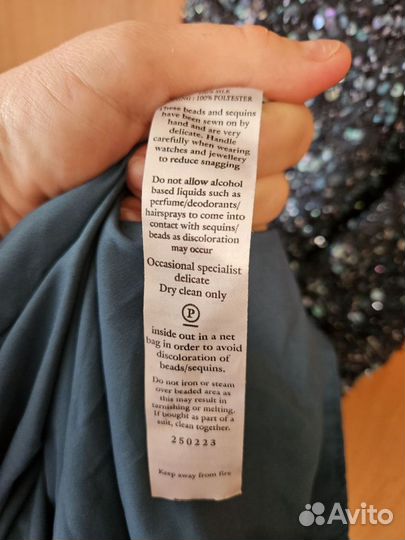 SILK
: 100% POLYESTER
These beads and sequins
have been sewn on by
hand and are very
delicate. Handle
carefully when wearing
watches and jewellery
to reduce snagging
Do not allow alcohol
based liquids such as
perfume/deodorants/
hairsprays to come into
contact with sequins/
beads as discoloration
may occur
Occasional specialist
delicate
Dry clean only
P
inside out in a net
bag in order to avoid
discoloration of
beads/sequins.
Do not iron or steam
over beaded area as
this may result in
tarnishing or melting.
If bought as part of a
suit, clean together.
250223
Keep away from fire
Avito